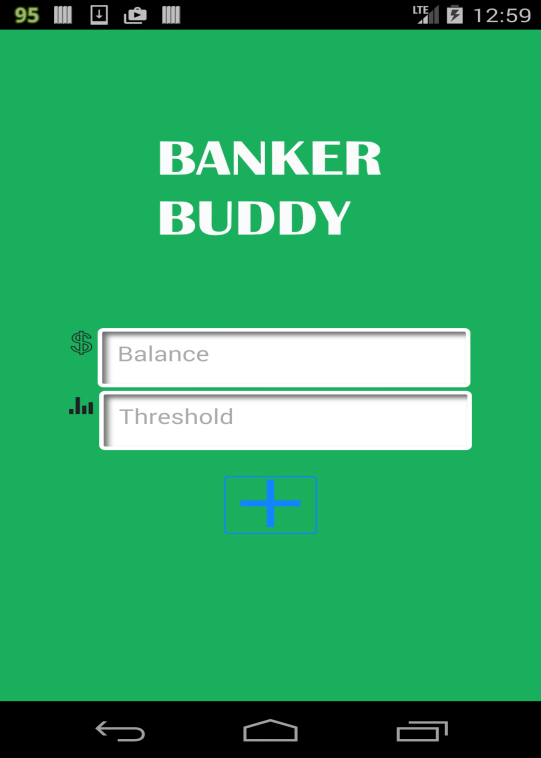 95 LTE 12:59
BANKER
BUDDY
$ Balance
Threshold